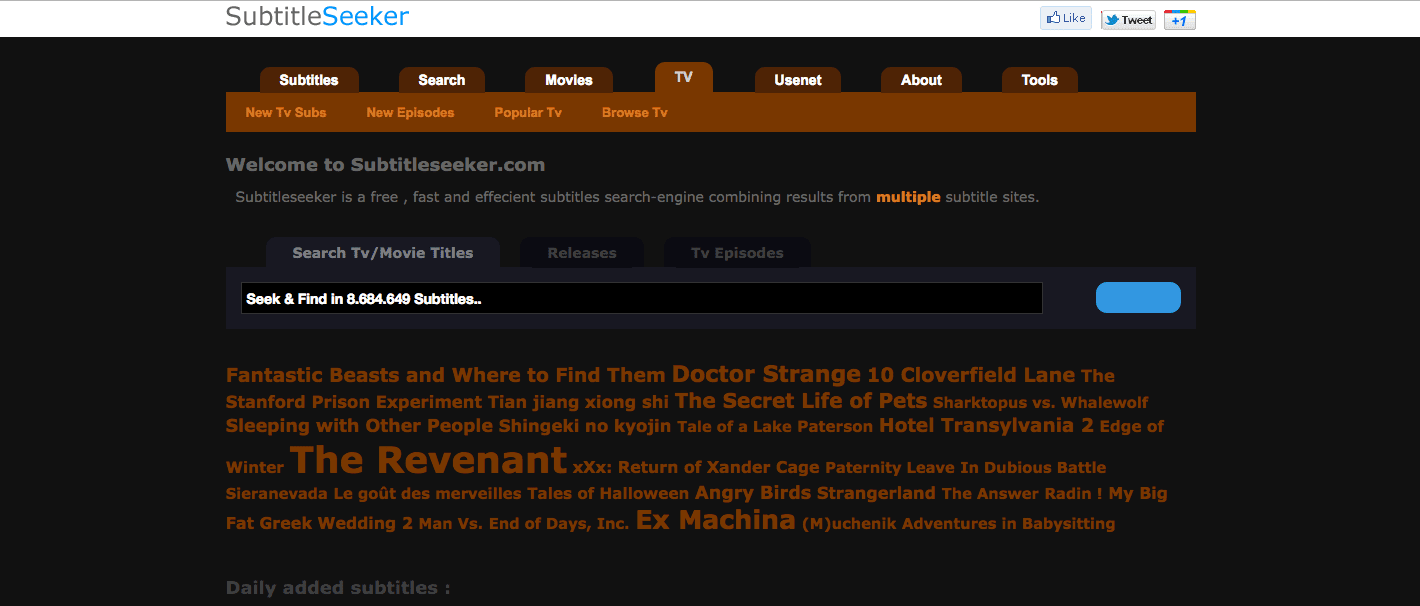 SubtitleSeeker
Like Tweet +1
Subtitles Search Movies TV Usenet About Tools
New Tv Subs New Episodes Popular Tv Browse Tv
Welcome to Subtitleseeker.com
Subtitleseeker is a free , fast and effecient subtitles search-engine combining results from multiple subtitle sites.
Search Tv/Movie Titles Releases Tv Episodes
Seek & Find in 8.684.649 Subtitles..
Fantastic Beasts and Where to Find Them Doctor Strange 10 Cloverfield Lane The
Stanford Prison Experiment Tian jiang xiong shi The Secret Life of Pets Sharktopus vs. Whalewolf
Sleeping with Other People Shingeki no kyojin Tale of a Lake Paterson Hotel Transylvania 2 Edge of
Winter The Revenant xXx: Return of Xander Cage Paternity Leave In Dubious Battle
Sieranevada Le goût des merveilles Tales of Halloween Angry Birds Strangerland The Answer Radin ! My Big
Fat Greek Wedding 2 Man Vs. End of Days, Inc. Ex Machina (M)uchenik Adventures in Babysitting
Daily added subtitles :